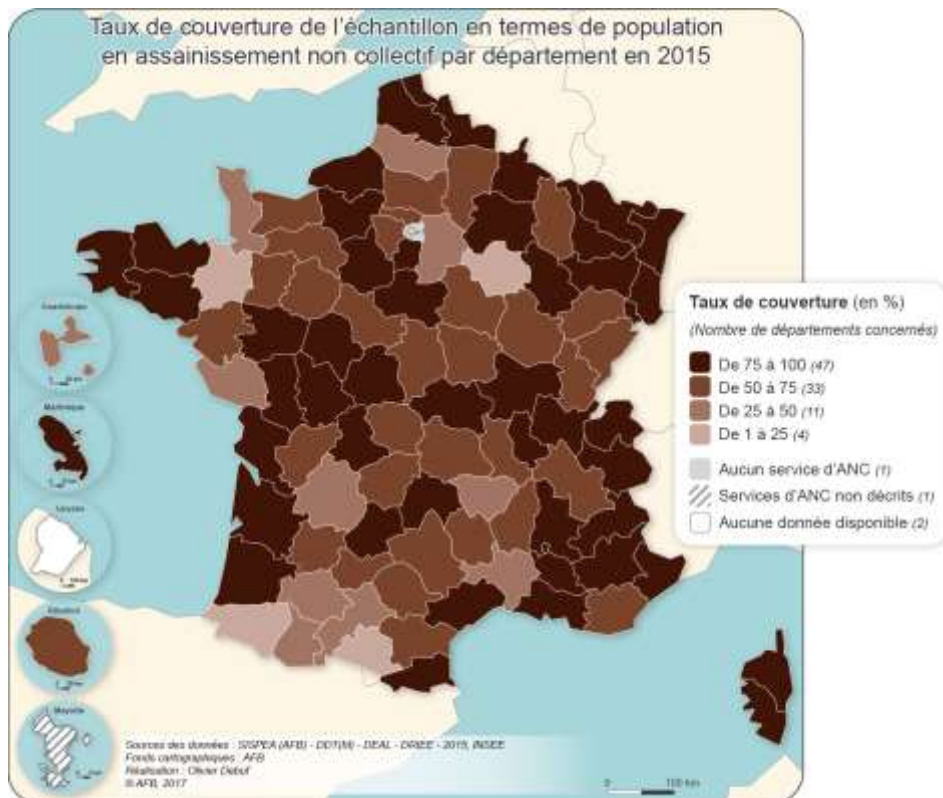 Taux de couverture de l'échantillon en termes de population
en assainissement non collectif par département en 2015
Taux de couverture (en %)
(Nombre de départements concernés)
De 75 à 100 (47)
De 50 à 75 (33)
De 25 à 50 (11)
De 1 à 25 (4)
Aucun service d'ANC (1)
Services d'ANC non décrits (1)
Aucune donnée disponible (2)
Martinique
Mayotte
Sources des données : SISPEA (AFB) - DDT(M) - DEAL - DRIEE - 2015, INSEE
Fonds cartographiques : AFB
Réalisation : Olivier Debuf
© AFB, 2017
0 100 km